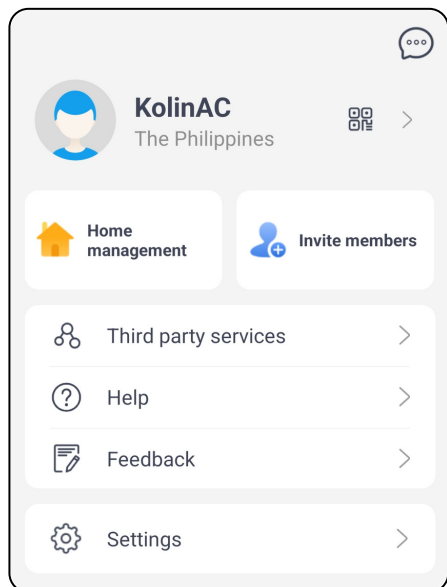 KolinAC
The Philippines
Home
management
Invite members
Third party services
Help
Feedback
Settings